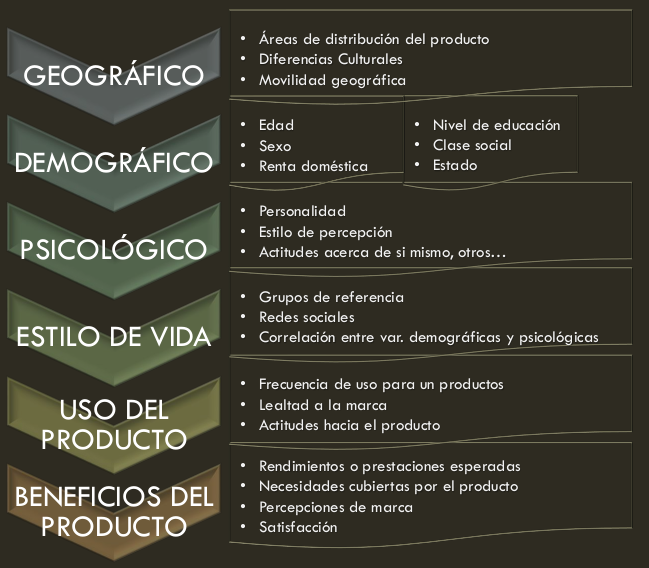 GEOGRÁFICO
• Áreas de distribución del producto
• Diferencias Culturales
• Movilidad geográfica
DEMOGRÁFICO
• Edad
• Sexo
• Renta doméstica
• Nivel de educación
• Clase social
• Estado
PSICOLÓGICO
• Personalidad
• Estilo de percepción
• Actitudes acerca de si mismo, otros…
ESTILO DE VIDA
• Grupos de referencia
• Redes sociales
• Correlación entre var. demográficas y psicológicas
USO DEL
PRODUCTO
• Frecuencia de uso para un productos
• Lealtad a la marca
• Actitudes hacia el producto
BENEFICIOS DEL
PRODUCTO
• Rendimientos o prestaciones esperadas
• Necesidades cubiertas por el producto
• Percepciones de marca
• Satisfacción